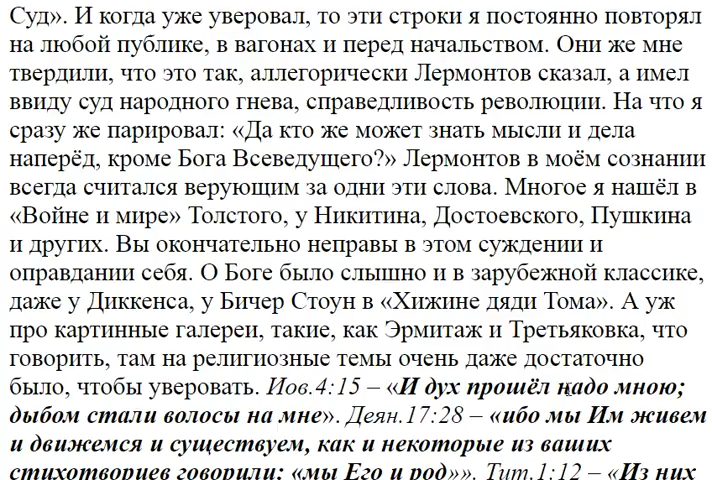 Суд». И когда уже уверовал, то эти строки я постоянно повторял
на любой публике, в вагонах и перед начальством. Они же мне
твердили, что это так, аллегорически Лермонтов сказал, а имел
ввиду суд народного гнева, справедливость революции. На что я
сразу же парировал: «Да кто же может знать мысли и дела
наперёд, кроме Бога Всеведущего?» Лермонтов в моём сознании
всегда считался верующим за одни эти слова. Многое я нашёл в
«Войне и мире» Толстого, у Никитина, Достоевского, Пушкина
и других. Вы окончательно неправы в этом суждении и
оправдании себя. О Боге было слышно и в зарубежной классике,
даже у Диккенса, у Бичер Стоун в «Хижине дяди Тома». А уж
про картинные галереи, такие, как Эрмитаж и Третьяковка, что
говорить, там на религиозные темы очень даже достаточно
было, чтобы уверовать. Иов.4:15 – «И дух прошёл надо мною;
дыбом стали волосы на мне». Деян.17:28 – «ибо мы Им живем
и движемся и существуем, как и некоторые из ваших
стихотворцев говорили: «мы Его и род»». Тит.1:12 – «Из них